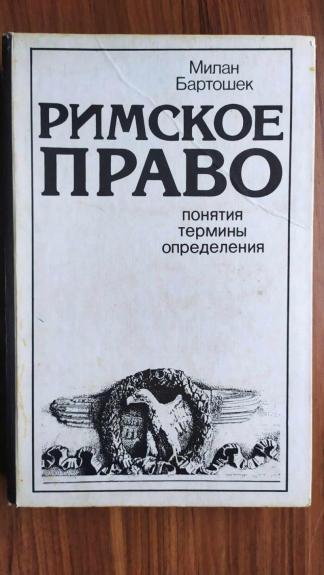 Милан
Бартошек
РИМСКОЕ
ПРАВО
понятия
термины
определения